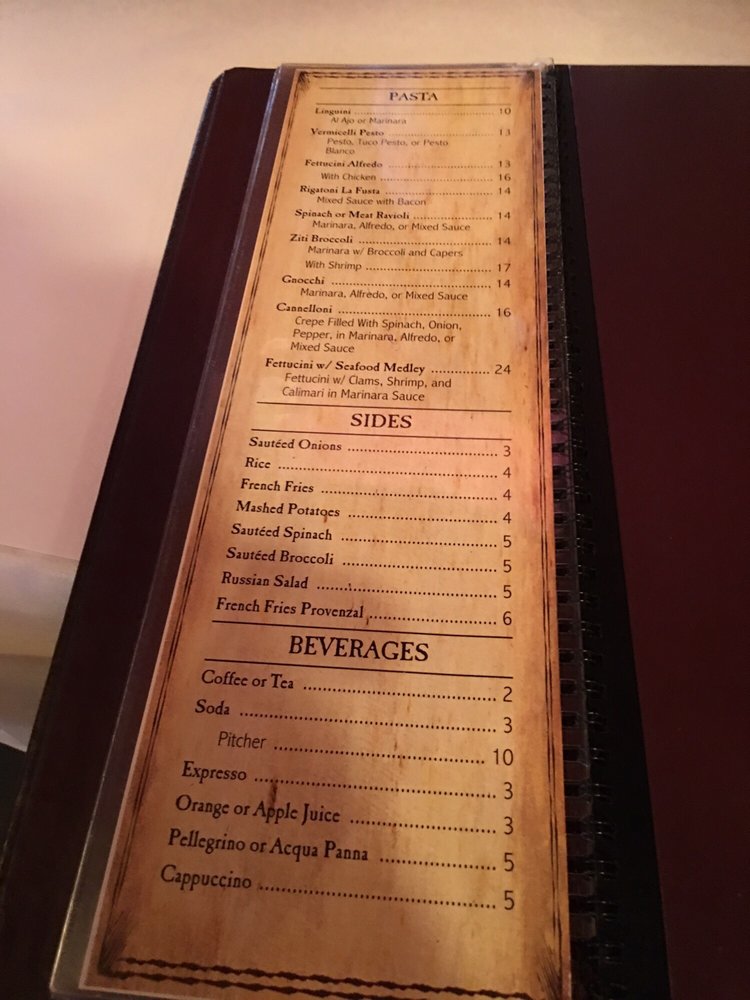 PASTA
Linguini 10
Al Ajo or Marinara
Vermicelli Pesto 13
Pesto, Tuco Pesto, or Pesto
Blanco
Fettucini Alfredo 13
With Chicken 16
Rigatoni La Fusta 14
Mixed Sauce with Bacon
Spinach or Meat Ravioli 14
Marinara, Alfredo, or Mixed Sauce
Ziti Broccoli 14
Marinara w/ Broccoli and Capers
With Shrimp 17
Gnocchi 14
Marinara, Alfredo, or Mixed Sauce
Cannelloni 16
Crepe Filled With Spinach, Onion,
Pepper, in Marinara, Alfredo, or
Mixed Sauce
Fettucini w/ Seafood Medley 24
Fettucini w/ Clams, Shrimp, and
Calimari in Marinara Sauce
SIDES
Sautéed Onions 3
Rice 4
French Fries 4
Mashed Potatoes 4
Sautéed Spinach 5
Sautéed Broccoli 5
Russian Salad 5
French Fries Provenzal 6
BEVERAGES
Coffee or Tea 2
Soda 3
Pitcher 10
Expresso 3
Orange or Apple Juice 3
Pellegrino or Acqua Panna 5
Cappuccino 5